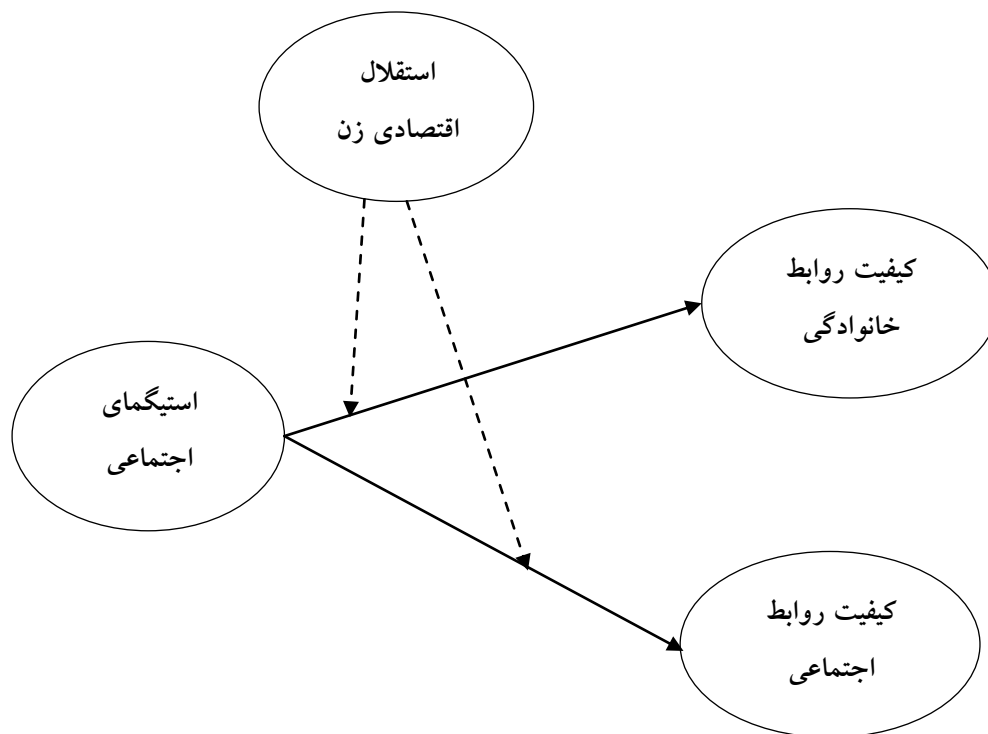 استقلال
اقتصادی زن
کیفیت روابط
خانوادگی
استیگمای
اجتماعی
کیفیت روابط
اجتماعی